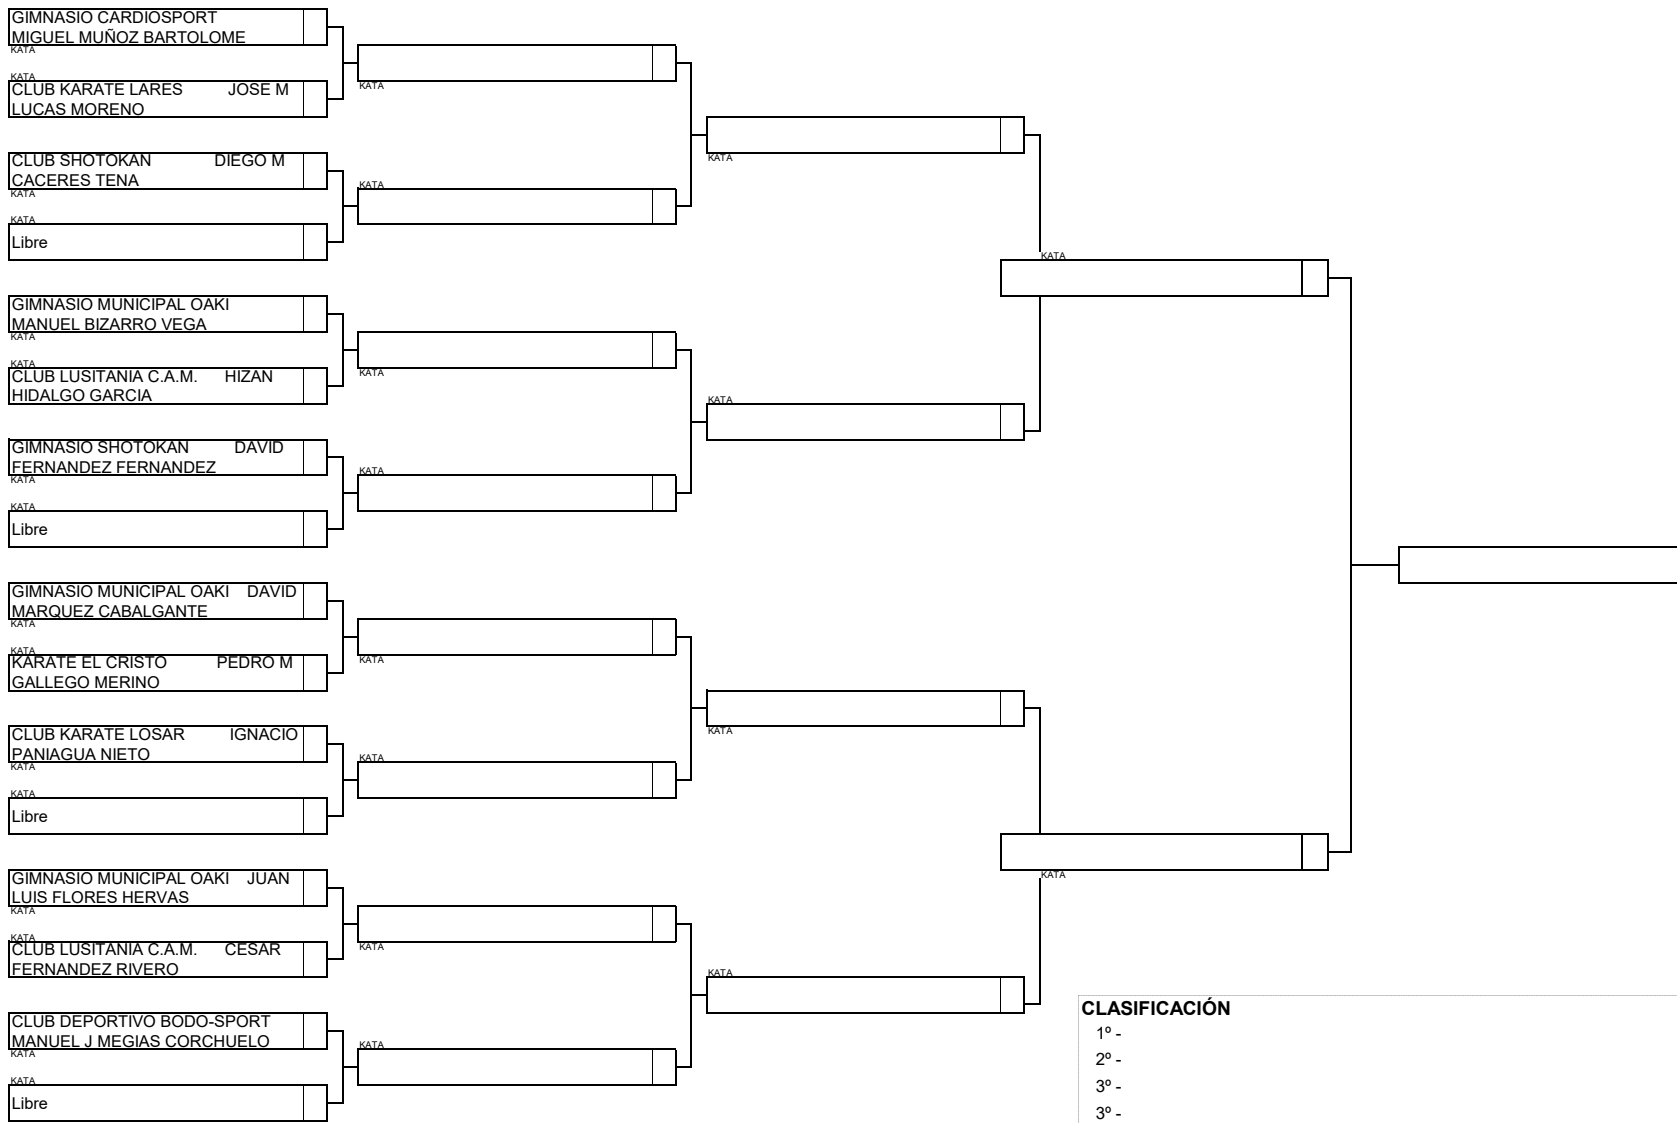 GIMNASIO CARDIOSPORT
MIGUEL MUÑOZ BARTOLOME
KATA
KATA
CLUB KARATE LARES JOSE M
LUCAS MORENO
KATA
CLUB SHOTOKAN DIEGO M
CACERES TENA
KATA
KATA
Libre
KATA
KATA
GIMNASIO MUNICIPAL OAKI
MANUEL BIZARRO VEGA
KATA
KATA
CLUB LUSITANIA C.A.M. HIZAN
HIDALGO GARCIA
KATA
KATA
GIMNASIO SHOTOKAN DAVID
FERNANDEZ FERNANDEZ
KATA
KATA
Libre
KATA
KATA
GIMNASIO MUNICIPAL OAKI DAVID
MARQUEZ CABALGANTE
KATA
KATA
KARATE EL CRISTO PEDRO M
GALLEGO MERINO
KATA
CLUB KARATE LOSAR IGNACIO
PANIAGUA NIETO
KATA
KATA
Libre
KATA
KATA
GIMNASIO MUNICIPAL OAKI JUAN
LUIS FLORES HERVAS
KATA
KATA
CLUB LUSITANIA C.A.M. CESAR
FERNANDEZ RIVERO
KATA
KATA
KATA
CLUB DEPORTIVO BODO-SPORT
MANUEL J MEGIAS CORCHUELO
KATA
KATA
Libre
KATA
CLASIFICACIÓN
1º -
2º -
3º -
3º -